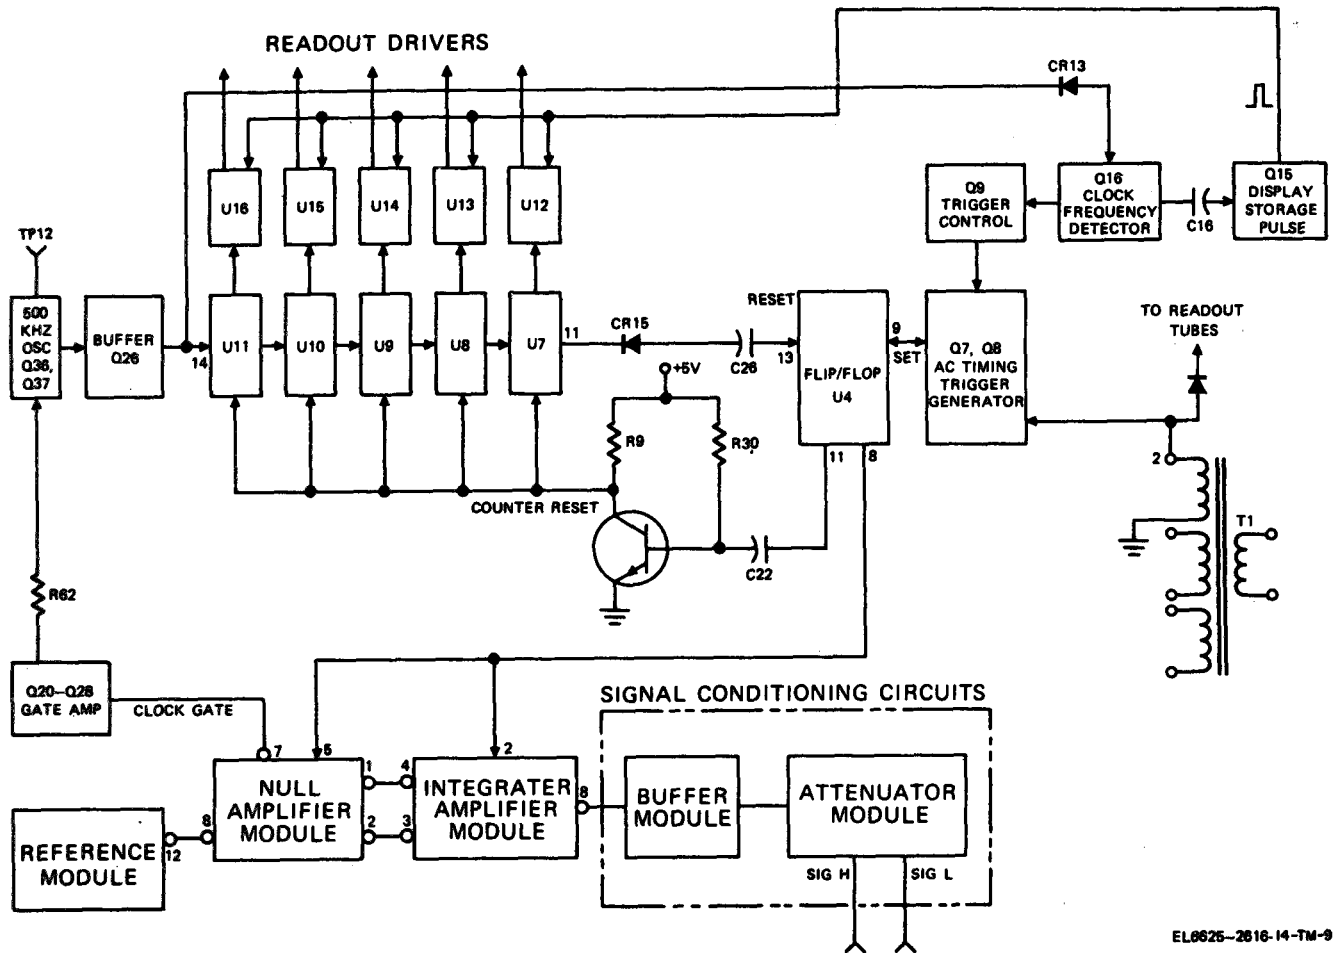 READOUT DRIVERS
CR13
U16
U15
U14
U13
U12
Q9
TRIGGER
CONTROL
Q16
CLOCK
FREQUENCY
DETECTOR
C16
Q15
DISPLAY
STORAGE
PULSE
TP12
500
KHZ
OSC
Q36,
Q37
BUFFER
Q26
14
U11
U10
U9
U8
U7
11
CR15
C26
RESET
13
FLIP/FLOP
U4
9
SET
Q7, Q8
AC TIMING
TRIGGER
GENERATOR
TO READOUT
TUBES
+5V
R9
R30
11
8
2
T1
COUNTER RESET
C22
R62
Q20-Q28
GATE AMP
CLOCK GATE
SIGNAL CONDITIONING CIRCUITS
7
5
2
NULL
AMPLIFIER
MODULE
1
4
2
3
INTEGRATER
AMPLIFIER
MODULE
8
BUFFER
MODULE
ATTENUATOR
MODULE
REFERENCE
MODULE
12
8
SIG H
SIG L
EL6625-2616-14-TM-9